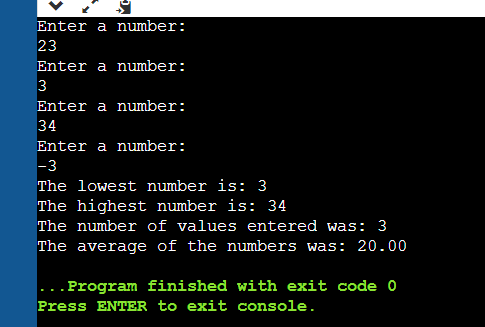 Enter a number:
23
Enter a number:
3
Enter a number:
34
Enter a number:
-3
The lowest number is: 3
The highest number is: 34
The number of values entered was: 3
The average of the numbers was: 20.00
...Program finished with exit code 0
Press ENTER to exit console.